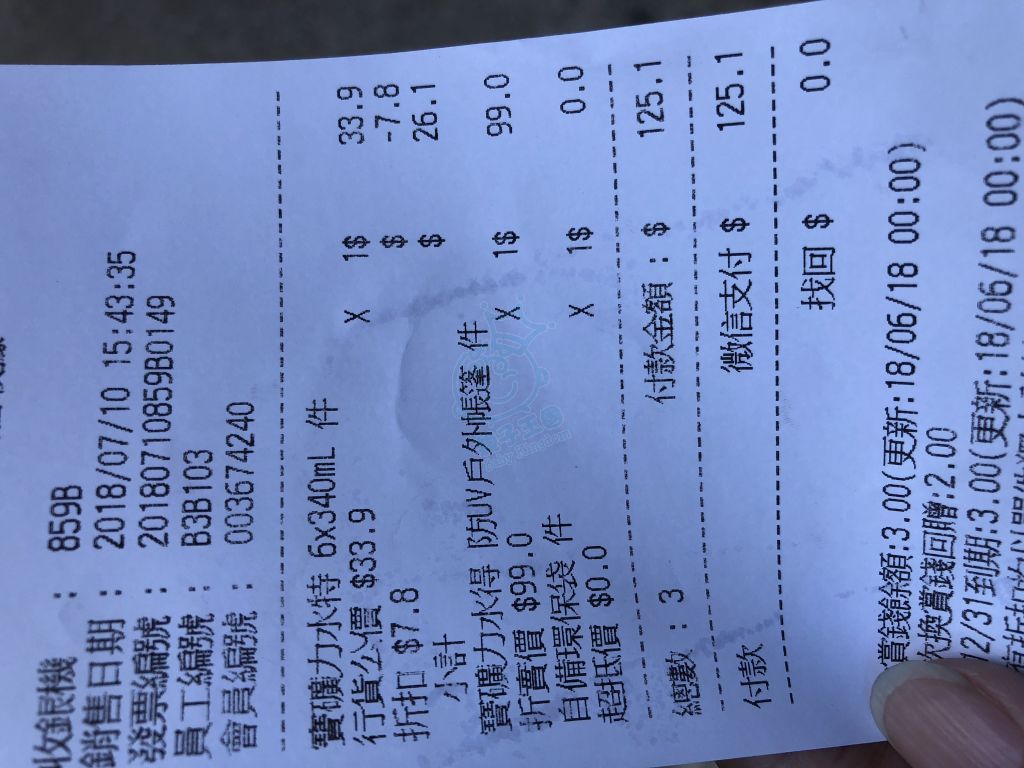 收銀機 : 859B
銷售日期 : 2018/07/10 15:43:35
發票編號 : 20180710859B0149
員工編號 : B3B103
會員編號 : 003674240
寶礦力水特 6x340mL 件 X 1$ 33.9
行貨公價 $33.9 $ -7.8
折扣 $7.8 $ 26.1
小計
寶礦力水得 防UV戶外帳篷 件 X 1$ 99.0
折賣價 $99.0
自備環保袋 件 X 1$ 0.0
超抵價 $0.0
總數 : 3 付款金額 : $ 125.1
付款 微信支付 $ 125.1
找回 $ 0.0
賞錢餘額:3.00(更新:18/06/18 00:00)
次換賞錢回贈:2.00
2/31到期:3.00(更新:18/06/18 00:00)